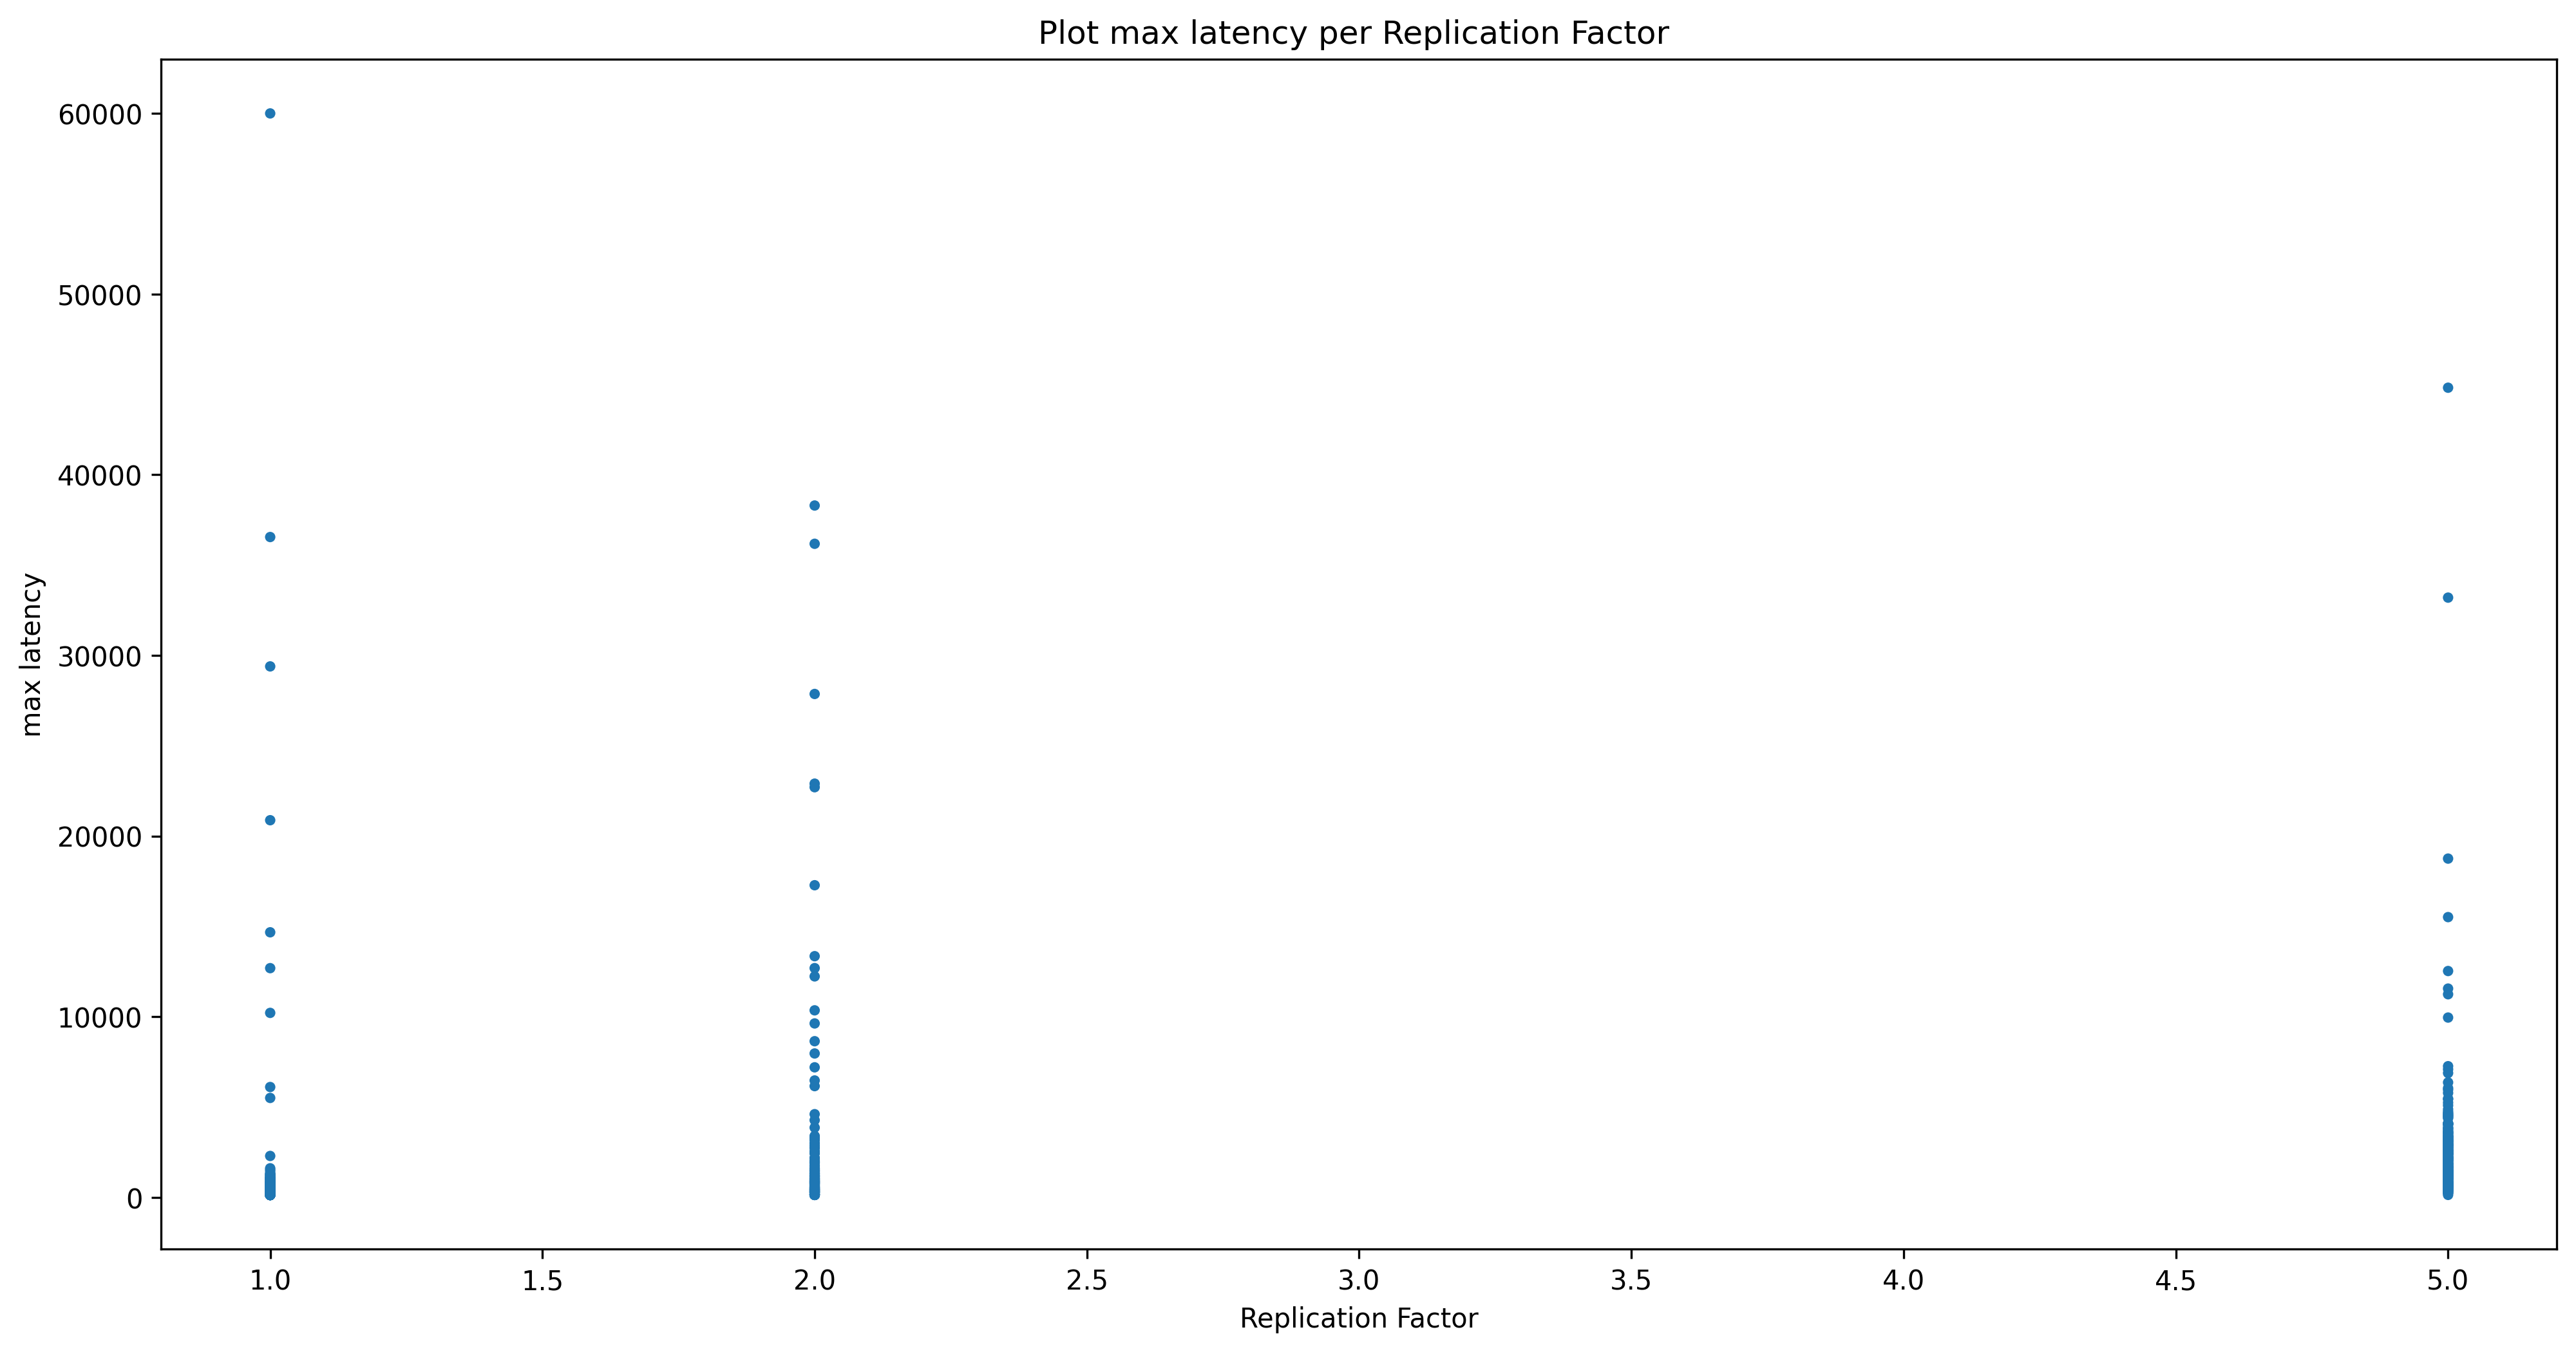 Plot max latency per Replication Factor
60000
50000
40000
30000
20000
10000
0
max latency
1.0 1.5 2.0 2.5 3.0 3.5 4.0 4.5 5.0
Replication Factor